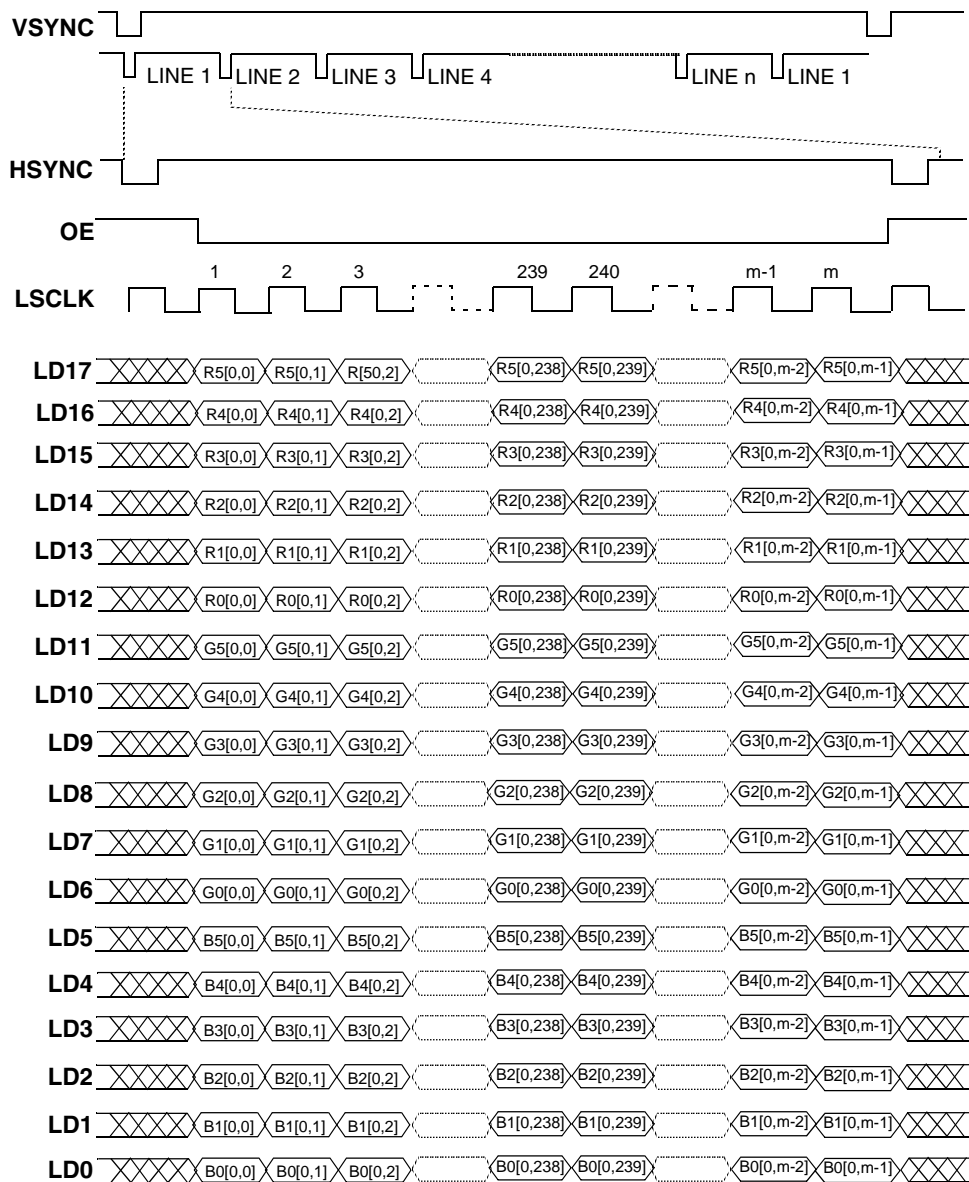 VSYNC
LINE 1 LINE 2 LINE 3 LINE 4 LINE n LINE 1
HSYNC
OE
1 2 3 239 240 m-1 m
LSCLK
LD17 R5[0,0] R5[0,1] R[50,2] R5[0,238] R5[0,239] R5[0,m-2] R5[0,m-1]
LD16 R4[0,0] R4[0,1] R4[0,2] R4[0,238] R4[0,239] R4[0,m-2] R4[0,m-1]
LD15 R3[0,0] R3[0,1] R3[0,2] R3[0,238] R3[0,239] R3[0,m-2] R3[0,m-1]
LD14 R2[0,0] R2[0,1] R2[0,2] R2[0,238] R2[0,239] R2[0,m-2] R2[0,m-1]
LD13 R1[0,0] R1[0,1] R1[0,2] R1[0,238] R1[0,239] R1[0,m-2] R1[0,m-1]
LD12 R0[0,0] R0[0,1] R0[0,2] R0[0,238] R0[0,239] R0[0,m-2] R0[0,m-1]
LD11 G5[0,0] G5[0,1] G5[0,2] G5[0,238] G5[0,239] G5[0,m-2] G5[0,m-1]
LD10 G4[0,0] G4[0,1] G4[0,2] G4[0,238] G4[0,239] G4[0,m-2] G4[0,m-1]
LD9 G3[0,0] G3[0,1] G3[0,2] G3[0,238] G3[0,239] G3[0,m-2] G3[0,m-1]
LD8 G2[0,0] G2[0,1] G2[0,2] G2[0,238] G2[0,239] G2[0,m-2] G2[0,m-1]
LD7 G1[0,0] G1[0,1] G1[0,2] G1[0,238] G1[0,239] G1[0,m-2] G1[0,m-1]
LD6 G0[0,0] G0[0,1] G0[0,2] G0[0,238] G0[0,239] G0[0,m-2] G0[0,m-1]
LD5 B5[0,0] B5[0,1] B5[0,2] B5[0,238] B5[0,239] B5[0,m-2] B5[0,m-1]
LD4 B4[0,0] B4[0,1] B4[0,2] B4[0,238] B4[0,239] B4[0,m-2] B4[0,m-1]
LD3 B3[0,0] B3[0,1] B3[0,2] B3[0,238] B3[0,239] B3[0,m-2] B3[0,m-1]
LD2 B2[0,0] B2[0,1] B2[0,2] B2[0,238] B2[0,239] B2[0,m-2] B2[0,m-1]
LD1 B1[0,0] B1[0,1] B1[0,2] B1[0,238] B1[0,239] B1[0,m-2] B1[0,m-1]
LD0 B0[0,0] B0[0,1] B0[0,2] B0[0,238] B0[0,239] B0[0,m-2] B0[0,m-1]